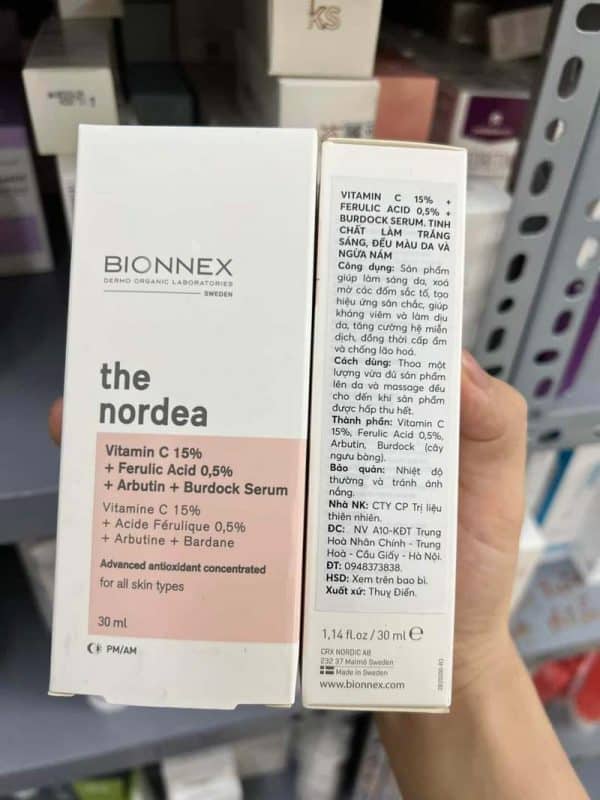 KS
BIONNEX
DERMO ORGANIC LABORATORIES
SWEDEN
the
nordea
Vitamin C 15%
+ Ferulic Acid 0,5%
+ Arbutin + Burdock Serum
Vitamine C 15%
+ Acide Férulique 0,5%
+ Arbutine + Bardane
Advanced antioxidant concentrated
for all skin types
30 ml
PM/AM
VITAMIN C 15% +
FERULIC ACID 0,5% +
BURDOCK SERUM. TINH
CHẤT LÀM TRẮNG
SÁNG, ĐỀU MÀU DA VÀ
NGỪA NÁM
Công dụng: Sản phẩm
giúp làm sáng da, xoá
mờ các đốm sắc tố, tạo
hiệu ứng săn chắc, giúp
kháng viêm và làm dịu
da, tăng cường hệ miễn
dịch, đồng thời cấp ẩm
và chống lão hoá.
Cách dùng: Thoa một
lượng vừa đủ sản phẩm
lên da và massage đều
cho đến khi sản phẩm
được hấp thu hết.
Thành phần: Vitamin C
15%, Ferulic Acid 0,5%,
Arbutin, Burdock (cây
ngưu bàng).
Bảo quản: Nhiệt độ
thường và tránh ánh
nắng.
Nhà NK: CTY CP Trị liệu
thiên nhiên.
ĐC: NV A10-KĐT Trung
Hoà Nhân Chính - Trung
Hoà - Cầu Giấy - Hà Nội.
ĐT: 0948373838.
HSD: Xem trên bao bì.
Xuất xứ: Thuỵ Điển.
1,14 fl.oz / 30 ml ℮
CRX NORDIC AB
232 37 Malmö Sweden
Made in Sweden
www.bionnex.com